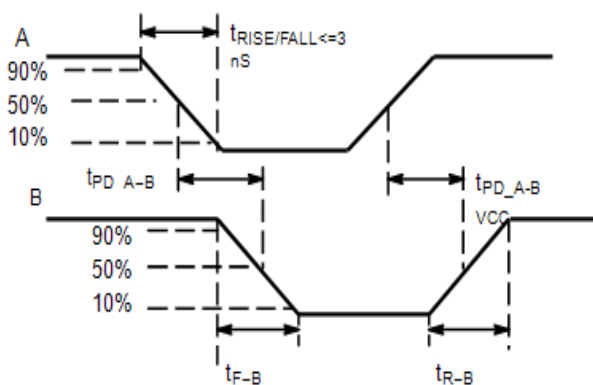 A
tRISE/FALL<=3
nS
90%
50%
10%
tPD A-B
tPD_A-B
VCC
B
90%
50%
10%
tF-B
tR-B